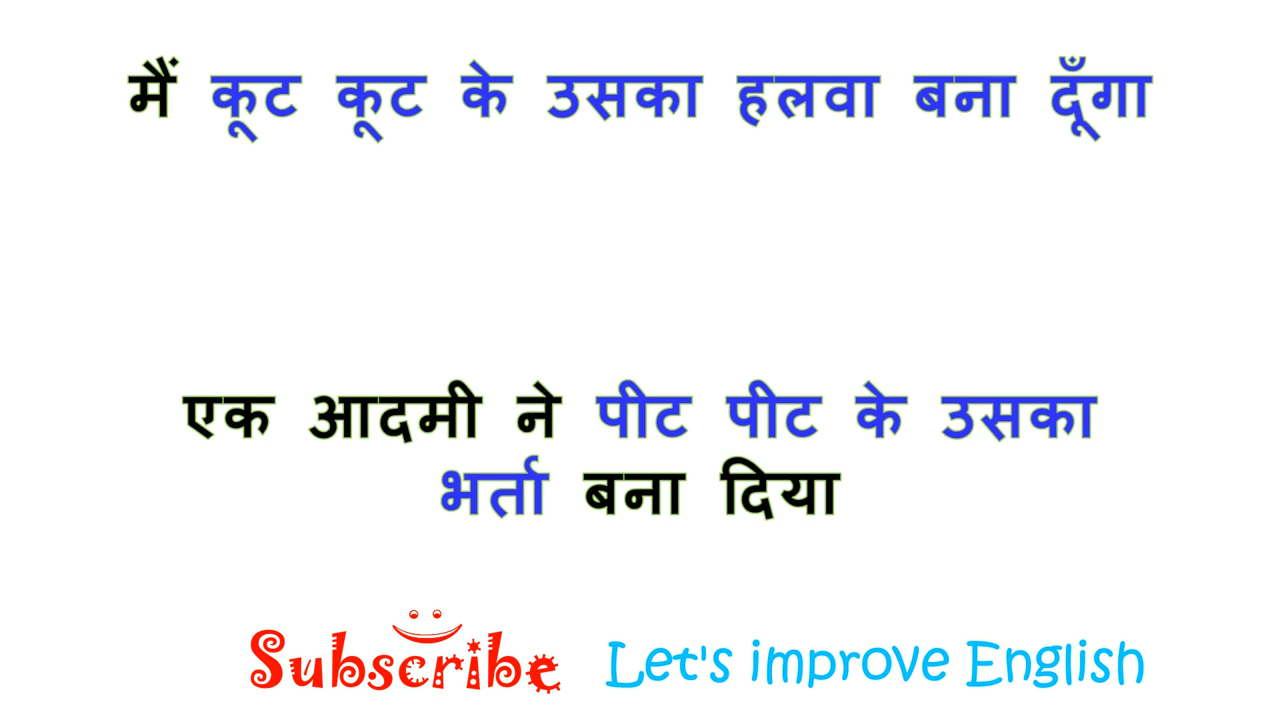 मैं कूट कूट के उसका हलवा बना दूँगा
एक आदमी ने पीट पीट के उसका
भर्ता बना दिया
Subscribe Let's improve English